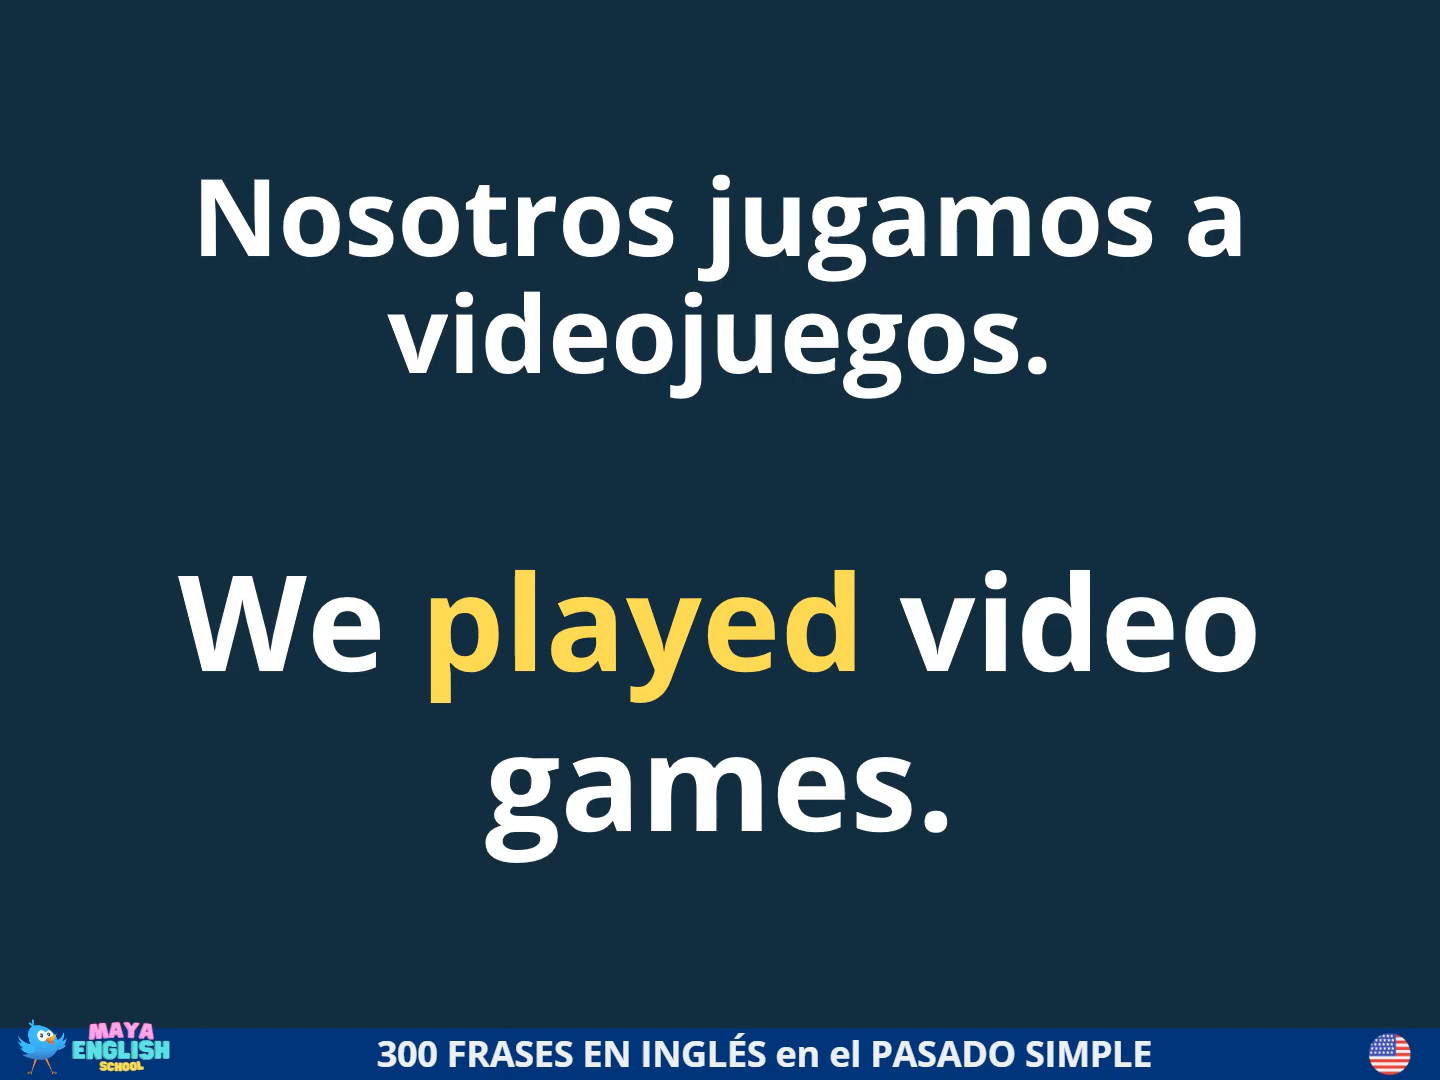 Nosotros jugamos a
videojuegos.
We played video
games.
MAYA
ENGLISH
SCHOOL
300 FRASES EN INGLÉS en el PASADO SIMPLE